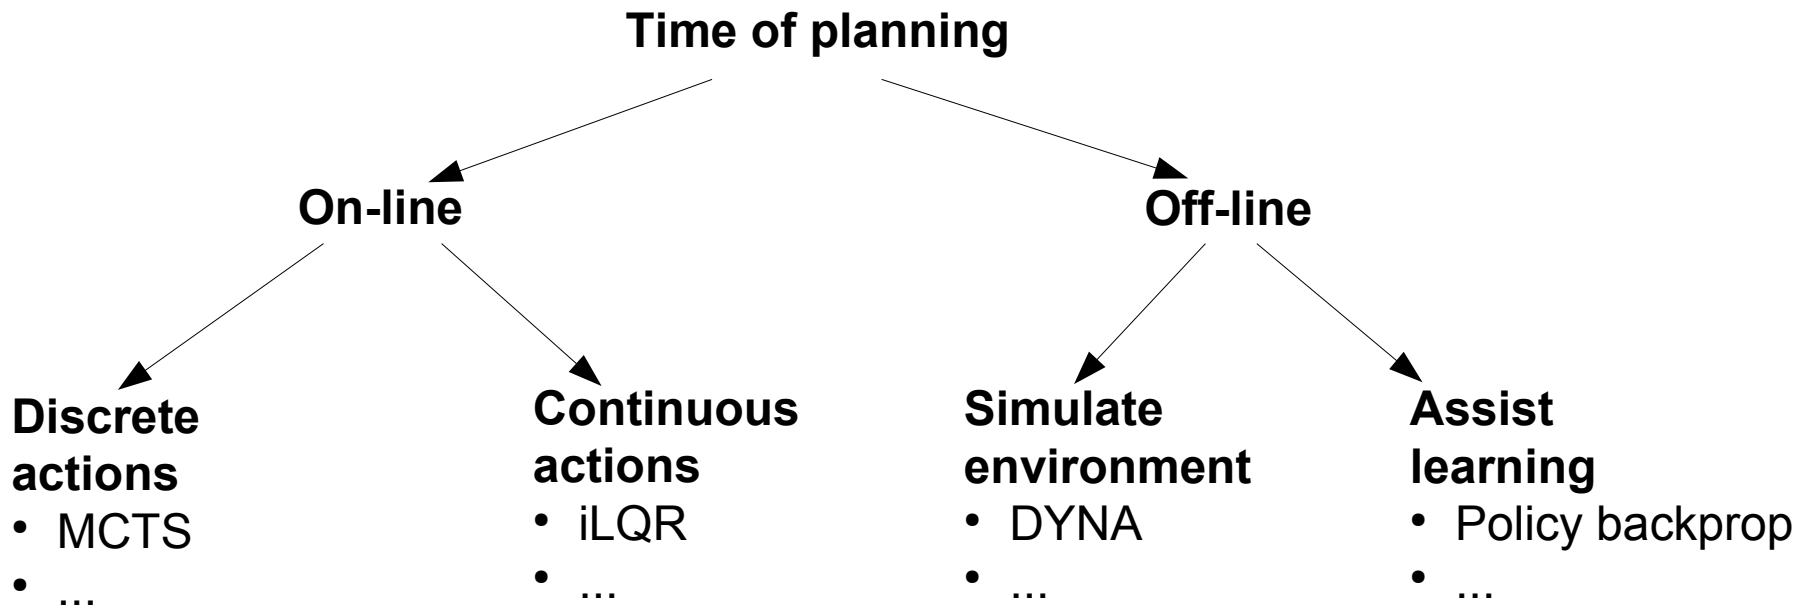 Time of planning
On-line
Off-line
Discrete
actions
• MCTS
• ...
Continuous
actions
• iLQR
• ...
Simulate
environment
• DYNA
• ...
Assist
learning
• Policy backprop
• ...